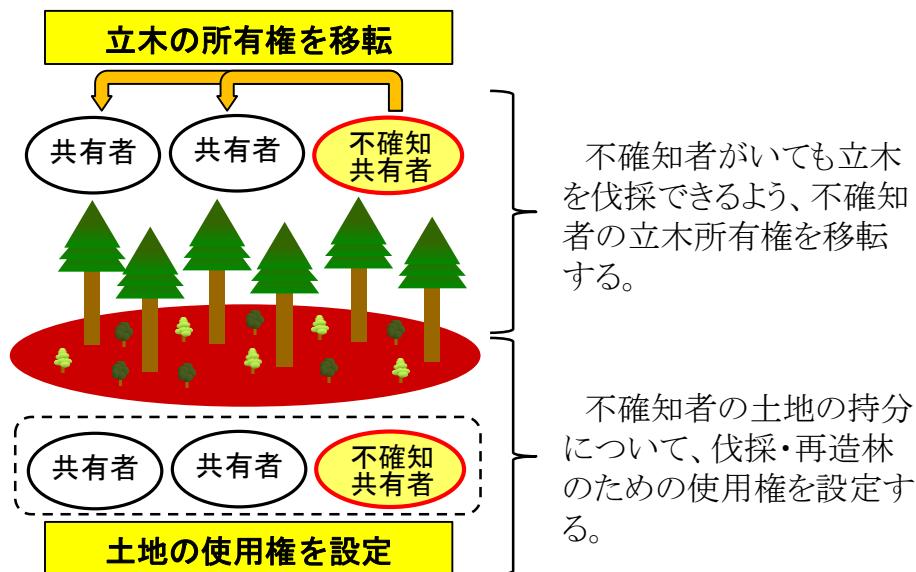 立木の所有権を移転
共有者
共有者
不確知
共有者
不確知者がいても立木
を伐採できるよう、不確知
者の立木所有権を移転
する。
不確知者の土地の持分
について、伐採・再造林
のための使用権を設定す
る。
共有者
共有者
不確知
共有者
土地の使用権を設定